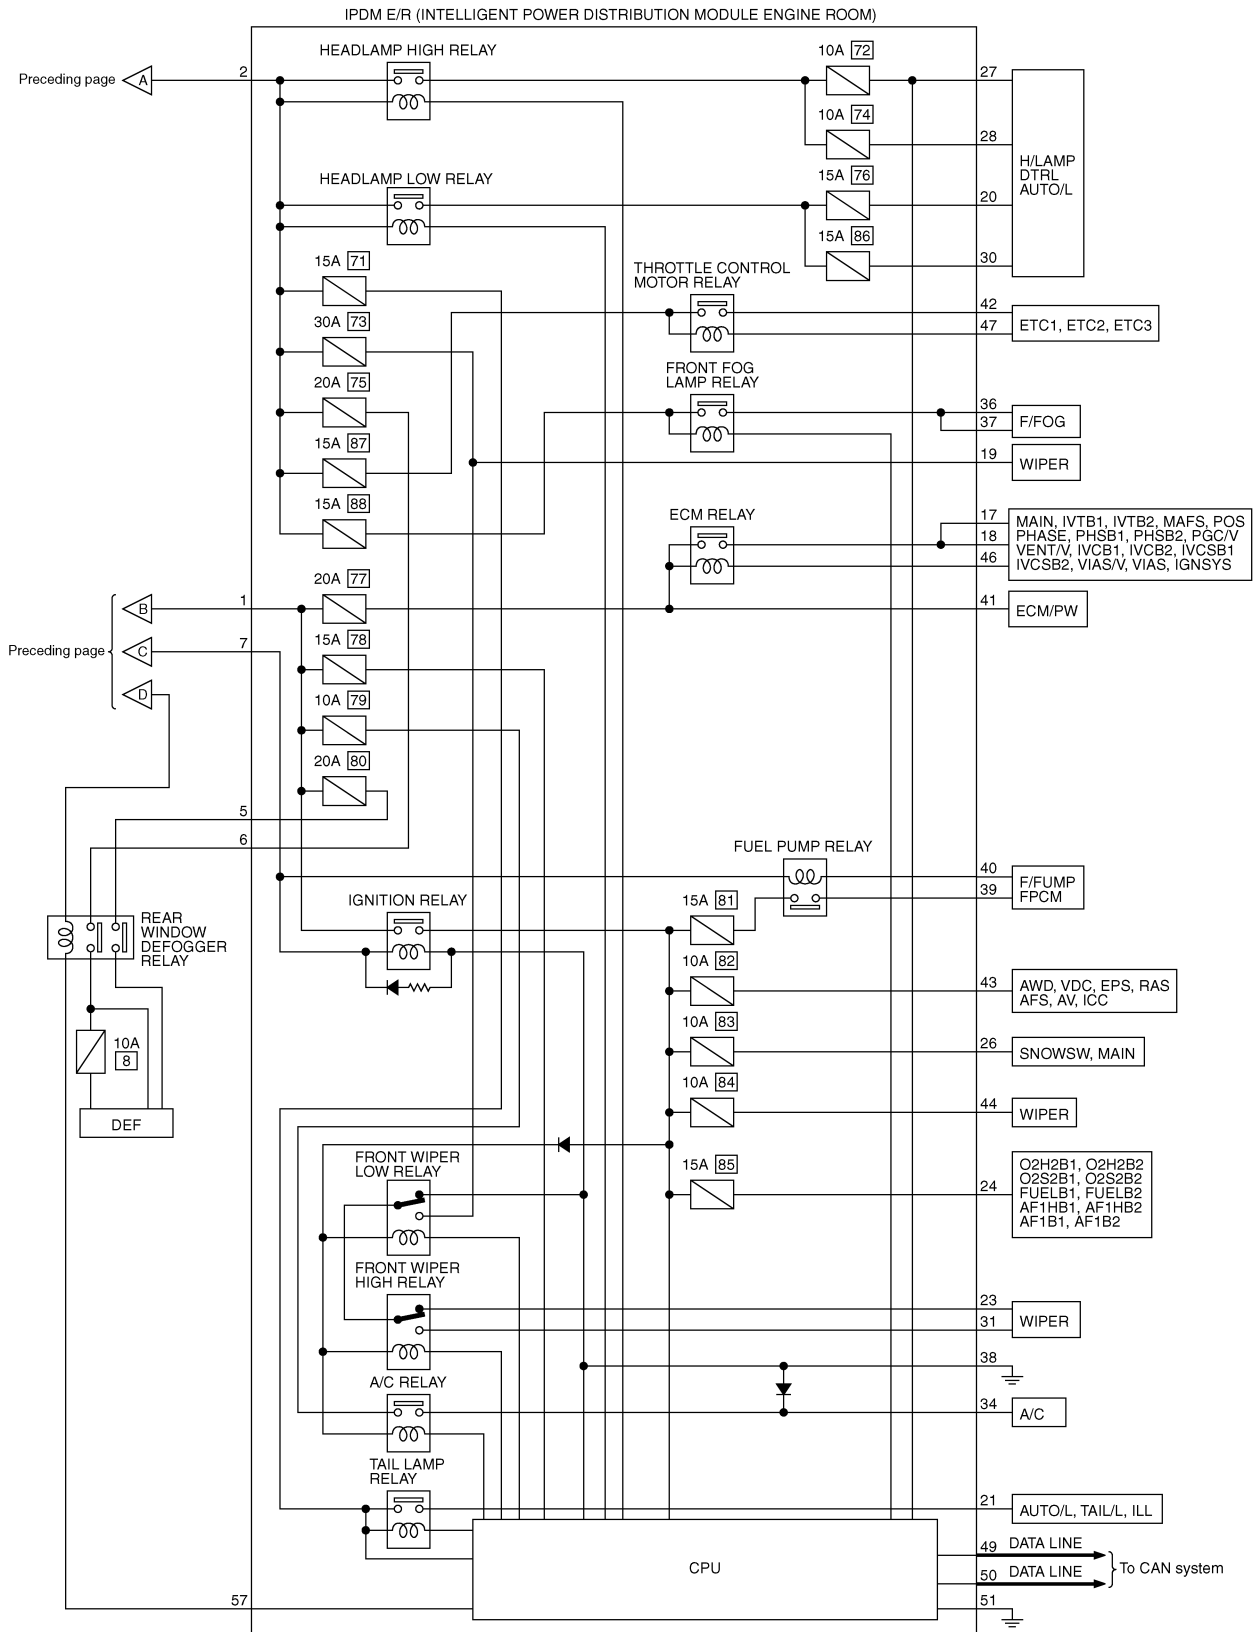 IPDM E/R (INTELLIGENT POWER DISTRIBUTION MODULE ENGINE ROOM)
HEADLAMP HIGH RELAY
10A 72
Preceding page
A
2
27
10A 74
28
HEADLAMP LOW RELAY
15A 76
H/LAMP
DTRL
AUTO/L
20
15A 86
30
15A 71
THROTTLE CONTROL
MOTOR RELAY
42
47
ETC1, ETC2, ETC3
30A 73
FRONT FOG
LAMP RELAY
20A 75
36
37
F/FOG
15A 87
19
WIPER
15A 88
ECM RELAY
17
18
46
MAIN, IVTB1, IVTB2, MAFS, POS
PHASE, PHSB1, PHSB2, PGC/V
VENT/V, IVCB1, IVCB2, IVCSB1
IVCSB2, VIAS/V, VIAS, IGNSYS
20A 77
B
1
41
ECM/PW
Preceding page
C
7
15A 78
D
10A 79
20A 80
5
6
FUEL PUMP RELAY
40
39
F/FUMP
FPCM
IGNITION RELAY
15A 81
REAR
WINDOW
DEFOGGER
RELAY
10A 82
43
AWD, VDC, EPS, RAS
AFS, AV, ICC
10A
8
10A 83
26
SNOWSW, MAIN
10A 84
44
WIPER
DEF
FRONT WIPER
LOW RELAY
15A 85
24
O2H2B1, O2H2B2
O2S2B1, O2S2B2
FUELB1, FUELB2
AF1HB1, AF1HB2
AF1B1, AF1B2
FRONT WIPER
HIGH RELAY
23
31
WIPER
38
A/C RELAY
34
A/C
TAIL LAMP
RELAY
21
AUTO/L, TAIL/L, ILL
CPU
49
DATA LINE
50
DATA LINE
To CAN system
51
57